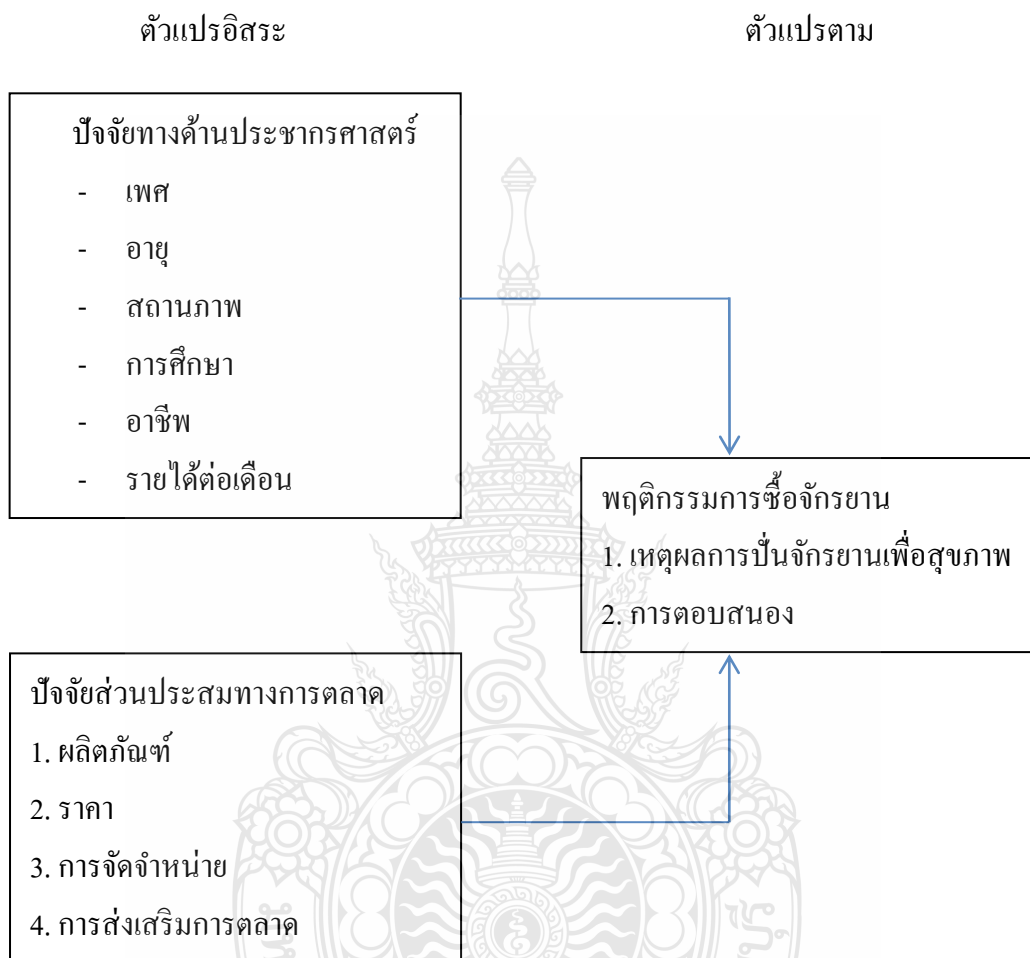 ตัวแปรอิสระ
ตัวแปรตาม
ปัจจัยทางด้านประชากรศาสตร์
- เพศ
- อายุ
- สถานภาพ
- การศึกษา
- อาชีพ
- รายได้ต่อเดือน
พฤติกรรมการซื้อจักรยาน
1. เหตุผลการปั่นจักรยานเพื่อสุขภาพ
2. การตอบสนอง
ปัจจัยส่วนประสมทางการตลาด
1. ผลิตภัณฑ์
2. ราคา
3. การจัดจำหน่าย
4. การส่งเสริมการตลาด